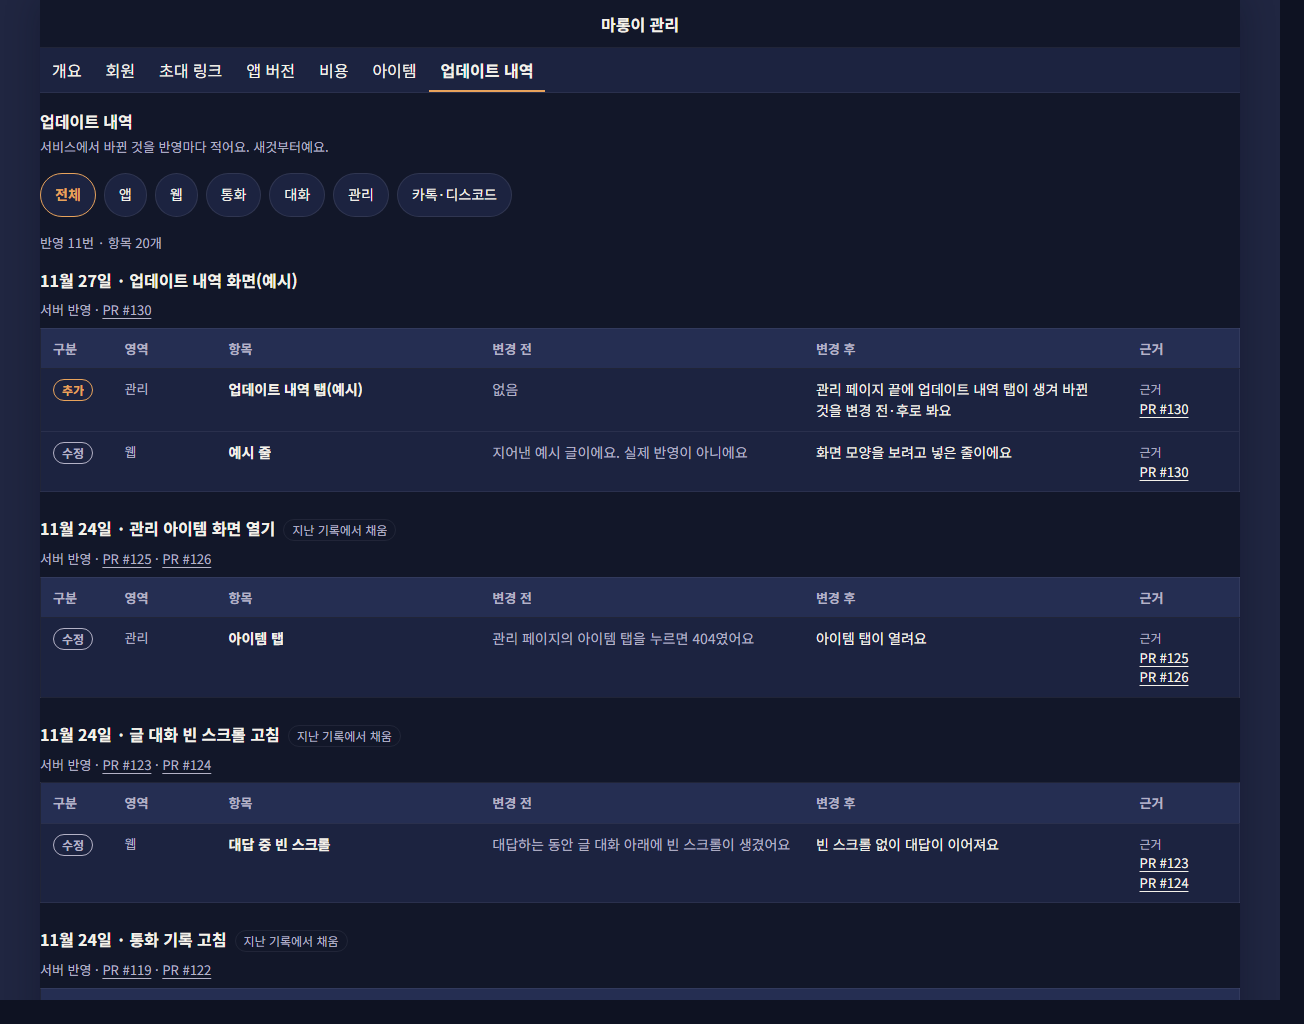 마롱이 관리
개요 회원 초대 링크 앱 버전 비용 아이템 업데이트 내역
업데이트 내역
서비스에서 바뀐 것을 반영마다 적어요. 새것부터예요.
전체 앱 웹 통화 대화 관리 카톡·디스코드
반영 11번 · 항목 20개
11월 27일 · 업데이트 내역 화면(예시)
서버 반영 · PR #130
구분 영역 항목 변경 전 변경 후 근거
추가 관리 업데이트 내역 탭(예시) 없음 관리 페이지 끝에 업데이트 내역 탭이 생겨 바뀐 근거
것을 변경 전·후로 봐요 PR #130
수정 웹 예시 줄 지어낸 예시 글이에요. 실제 반영이 아니에요 화면 모양을 보려고 넣은 줄이에요 근거
PR #130
11월 24일 · 관리 아이템 화면 열기 지난 기록에서 채움
서버 반영 · PR #125 · PR #126
구분 영역 항목 변경 전 변경 후 근거
수정 관리 아이템 탭 관리 페이지의 아이템 탭을 누르면 404였어요 아이템 탭이 열려요 근거
PR #125
PR #126
11월 24일 · 글 대화 빈 스크롤 고침 지난 기록에서 채움
서버 반영 · PR #123 · PR #124
구분 영역 항목 변경 전 변경 후 근거
수정 웹 대답 중 빈 스크롤 대답하는 동안 글 대화 아래에 빈 스크롤이 생겼어요 빈 스크롤 없이 대답이 이어져요 근거
PR #123
PR #124
11월 24일 · 통화 기록 고침 지난 기록에서 채움
서버 반영 · PR #119 · PR #122